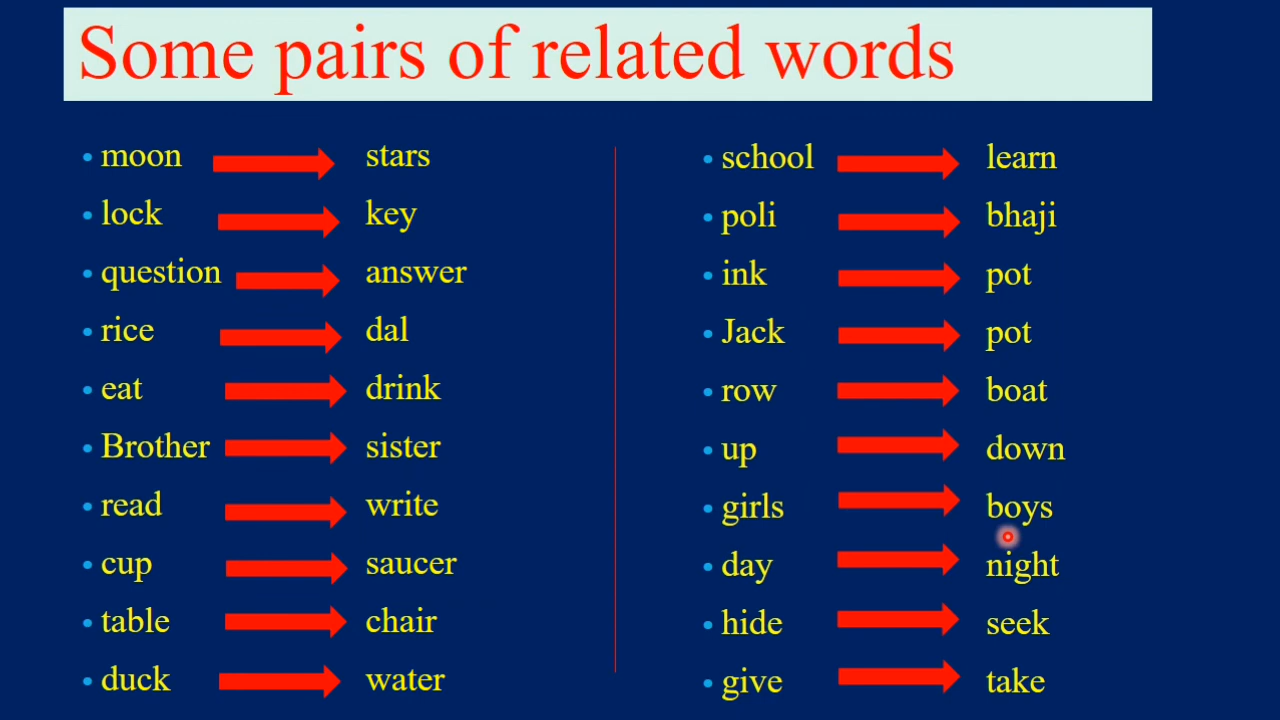 Some pairs of related words
• moon stars
• lock key
• question answer
• rice dal
• eat drink
• Brother sister
• read write
• cup saucer
• table chair
• duck water
• school learn
• poli bhaji
• ink pot
• Jack pot
• row boat
• up down
• girls boys
• day night
• hide seek
• give take